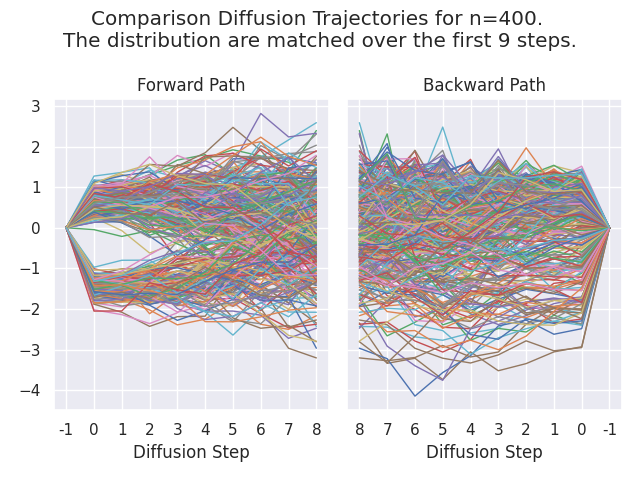 Comparison Diffusion Trajectories for n=400.
The distribution are matched over the first 9 steps.
Forward Path
Backward Path
3
2
1
0
−1
−2
−3
−4
-1 0 1 2 3 4 5 6 7 8
8 7 6 5 4 3 2 1 0 -1
Diffusion Step
Diffusion Step